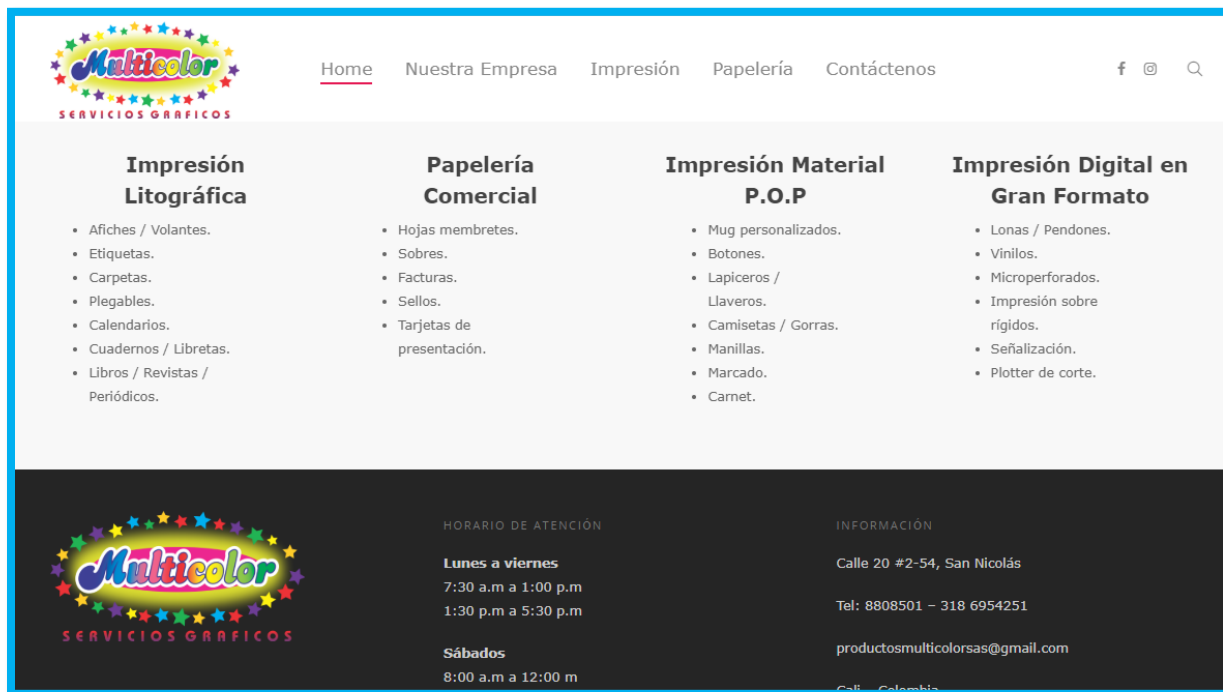 Multicolor
SERVICIOS GRAFICOS
Home Nuestra Empresa Impresión Papelería Contáctenos
Impresión
Litográfica
• Afiches / Volantes.
• Etiquetas.
• Carpetas.
• Plegables.
• Calendarios.
• Cuadernos / Libretas.
• Libros / Revistas /
Periódicos.
Papelería
Comercial
• Hojas membretes.
• Sobres.
• Facturas.
• Sellos.
• Tarjetas de
presentación.
Impresión Material
P.O.P
• Mug personalizados.
• Botones.
• Lapiceros /
Llaveros.
• Camisetas / Gorras.
• Manillas.
• Marcado.
• Carnet.
Impresión Digital en
Gran Formato
• Lonas / Pendones.
• Vinilos.
• Microperforados.
• Impresión sobre
rígidos.
• Señalización.
• Plotter de corte.
Multicolor
SERVICIOS GRAFICOS
HORARIO DE ATENCIÓN
Lunes a viernes
7:30 a.m a 1:00 p.m
1:30 p.m a 5:30 p.m
Sábados
8:00 a.m a 12:00 m
INFORMACIÓN
Calle 20 #2-54, San Nicolás
Tel: 8808501 – 318 6954251
productosmulticolorsas@gmail.com
Cali – Colombia